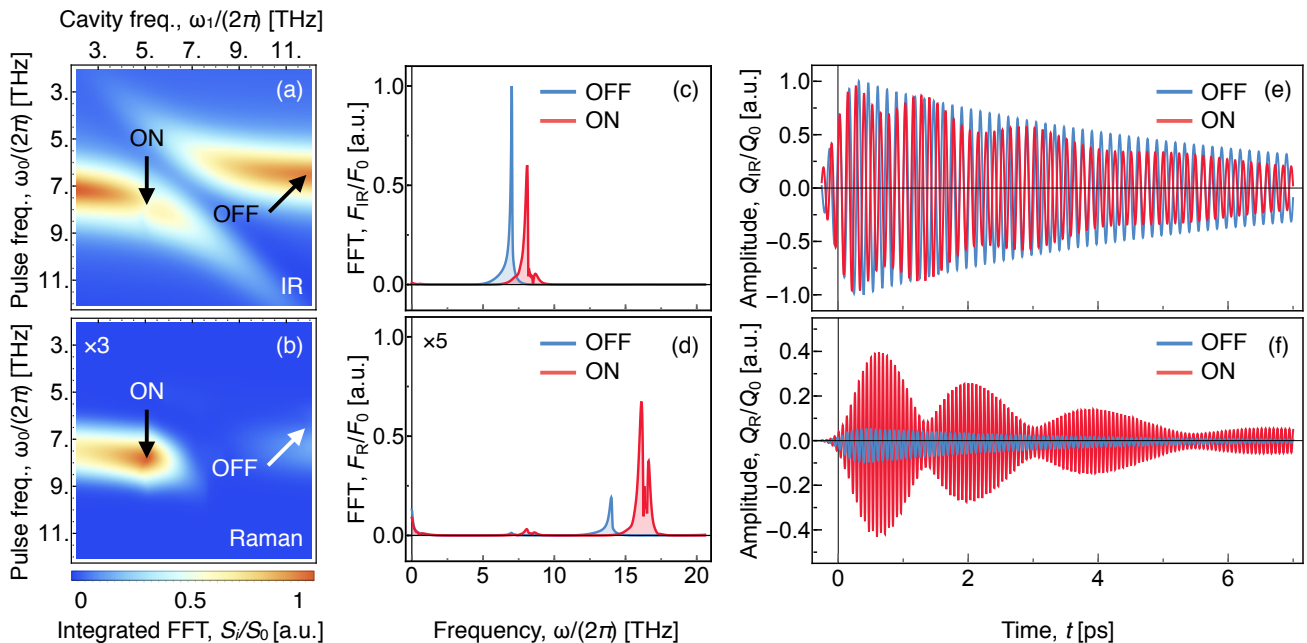 Cavity freq., ω₁/(2π) [THz]
3. 5. 7. 9. 11.
Pulse freq., ω₀/(2π) [THz]
3.
5.
7.
9.
11.
(a)
ON
OFF
IR
Pulse freq., ω₀/(2π) [THz]
3.
5.
7.
9.
11.
×3
(b)
ON
OFF
Raman
0 0.5 1
Integrated FFT, Sᵢ/S₀ [a.u.]
FFT, F_IR/F₀ [a.u.]
1.0
0.5
0.0
OFF
ON
(c)
FFT, F_R/F₀ [a.u.]
1.0
0.5
0.0
×5
OFF
ON
(d)
0 5 10 15 20
Frequency, ω/(2π) [THz]
Amplitude, Q_IR/Q₀ [a.u.]
1.0
0.5
0.0
−0.5
−1.0
OFF
ON
(e)
Amplitude, Q_R/Q₀ [a.u.]
0.4
0.2
0.0
−0.2
−0.4
OFF
ON
(f)
0 2 4 6
Time, t [ps]